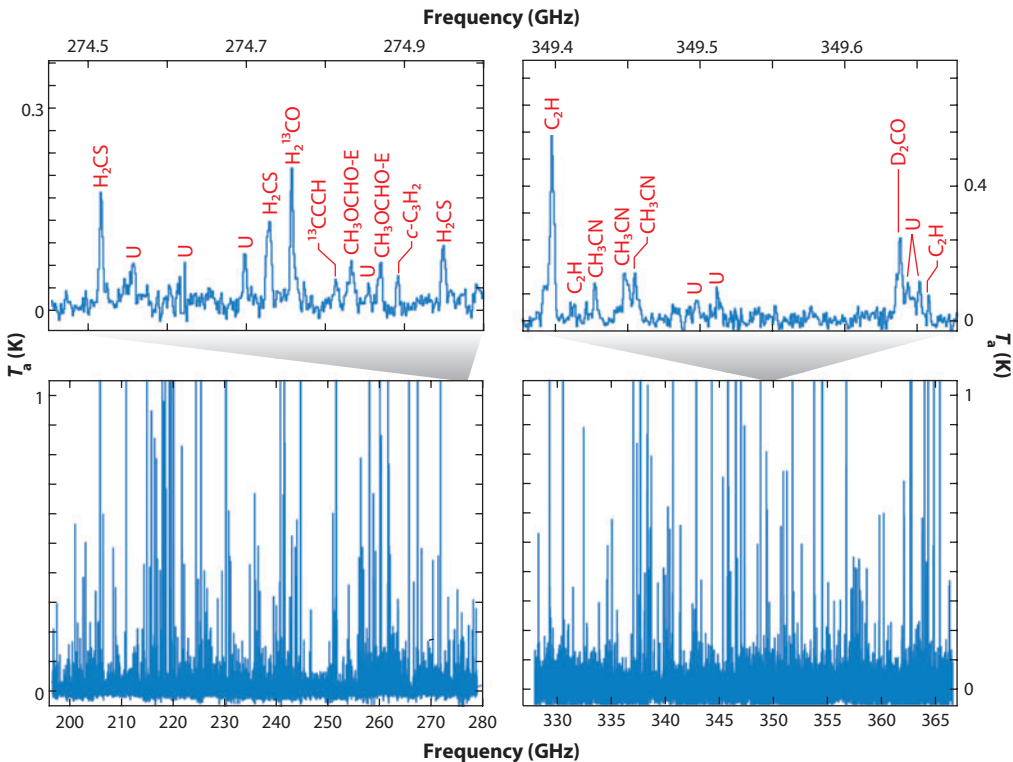 Frequency (GHz)
274.5 274.7 274.9 349.4 349.5 349.6
0.3
0
H₂CS
U
U
U
H₂CS
H₂¹³CO
¹³CCCH
CH₃OCHO-E
U
CH₃OCHO-E
c-C₃H₂
H₂CS
C₂H
C₂H
CH₃CN
CH₃CN
CH₃CN
U
U
D₂CO
U
C₂H
0.4
0
Tₐ (K)
Tₐ (K)
1
0
1
0
200 210 220 230 240 250 260 270 280 330 335 340 345 350 355 360 365
Frequency (GHz)